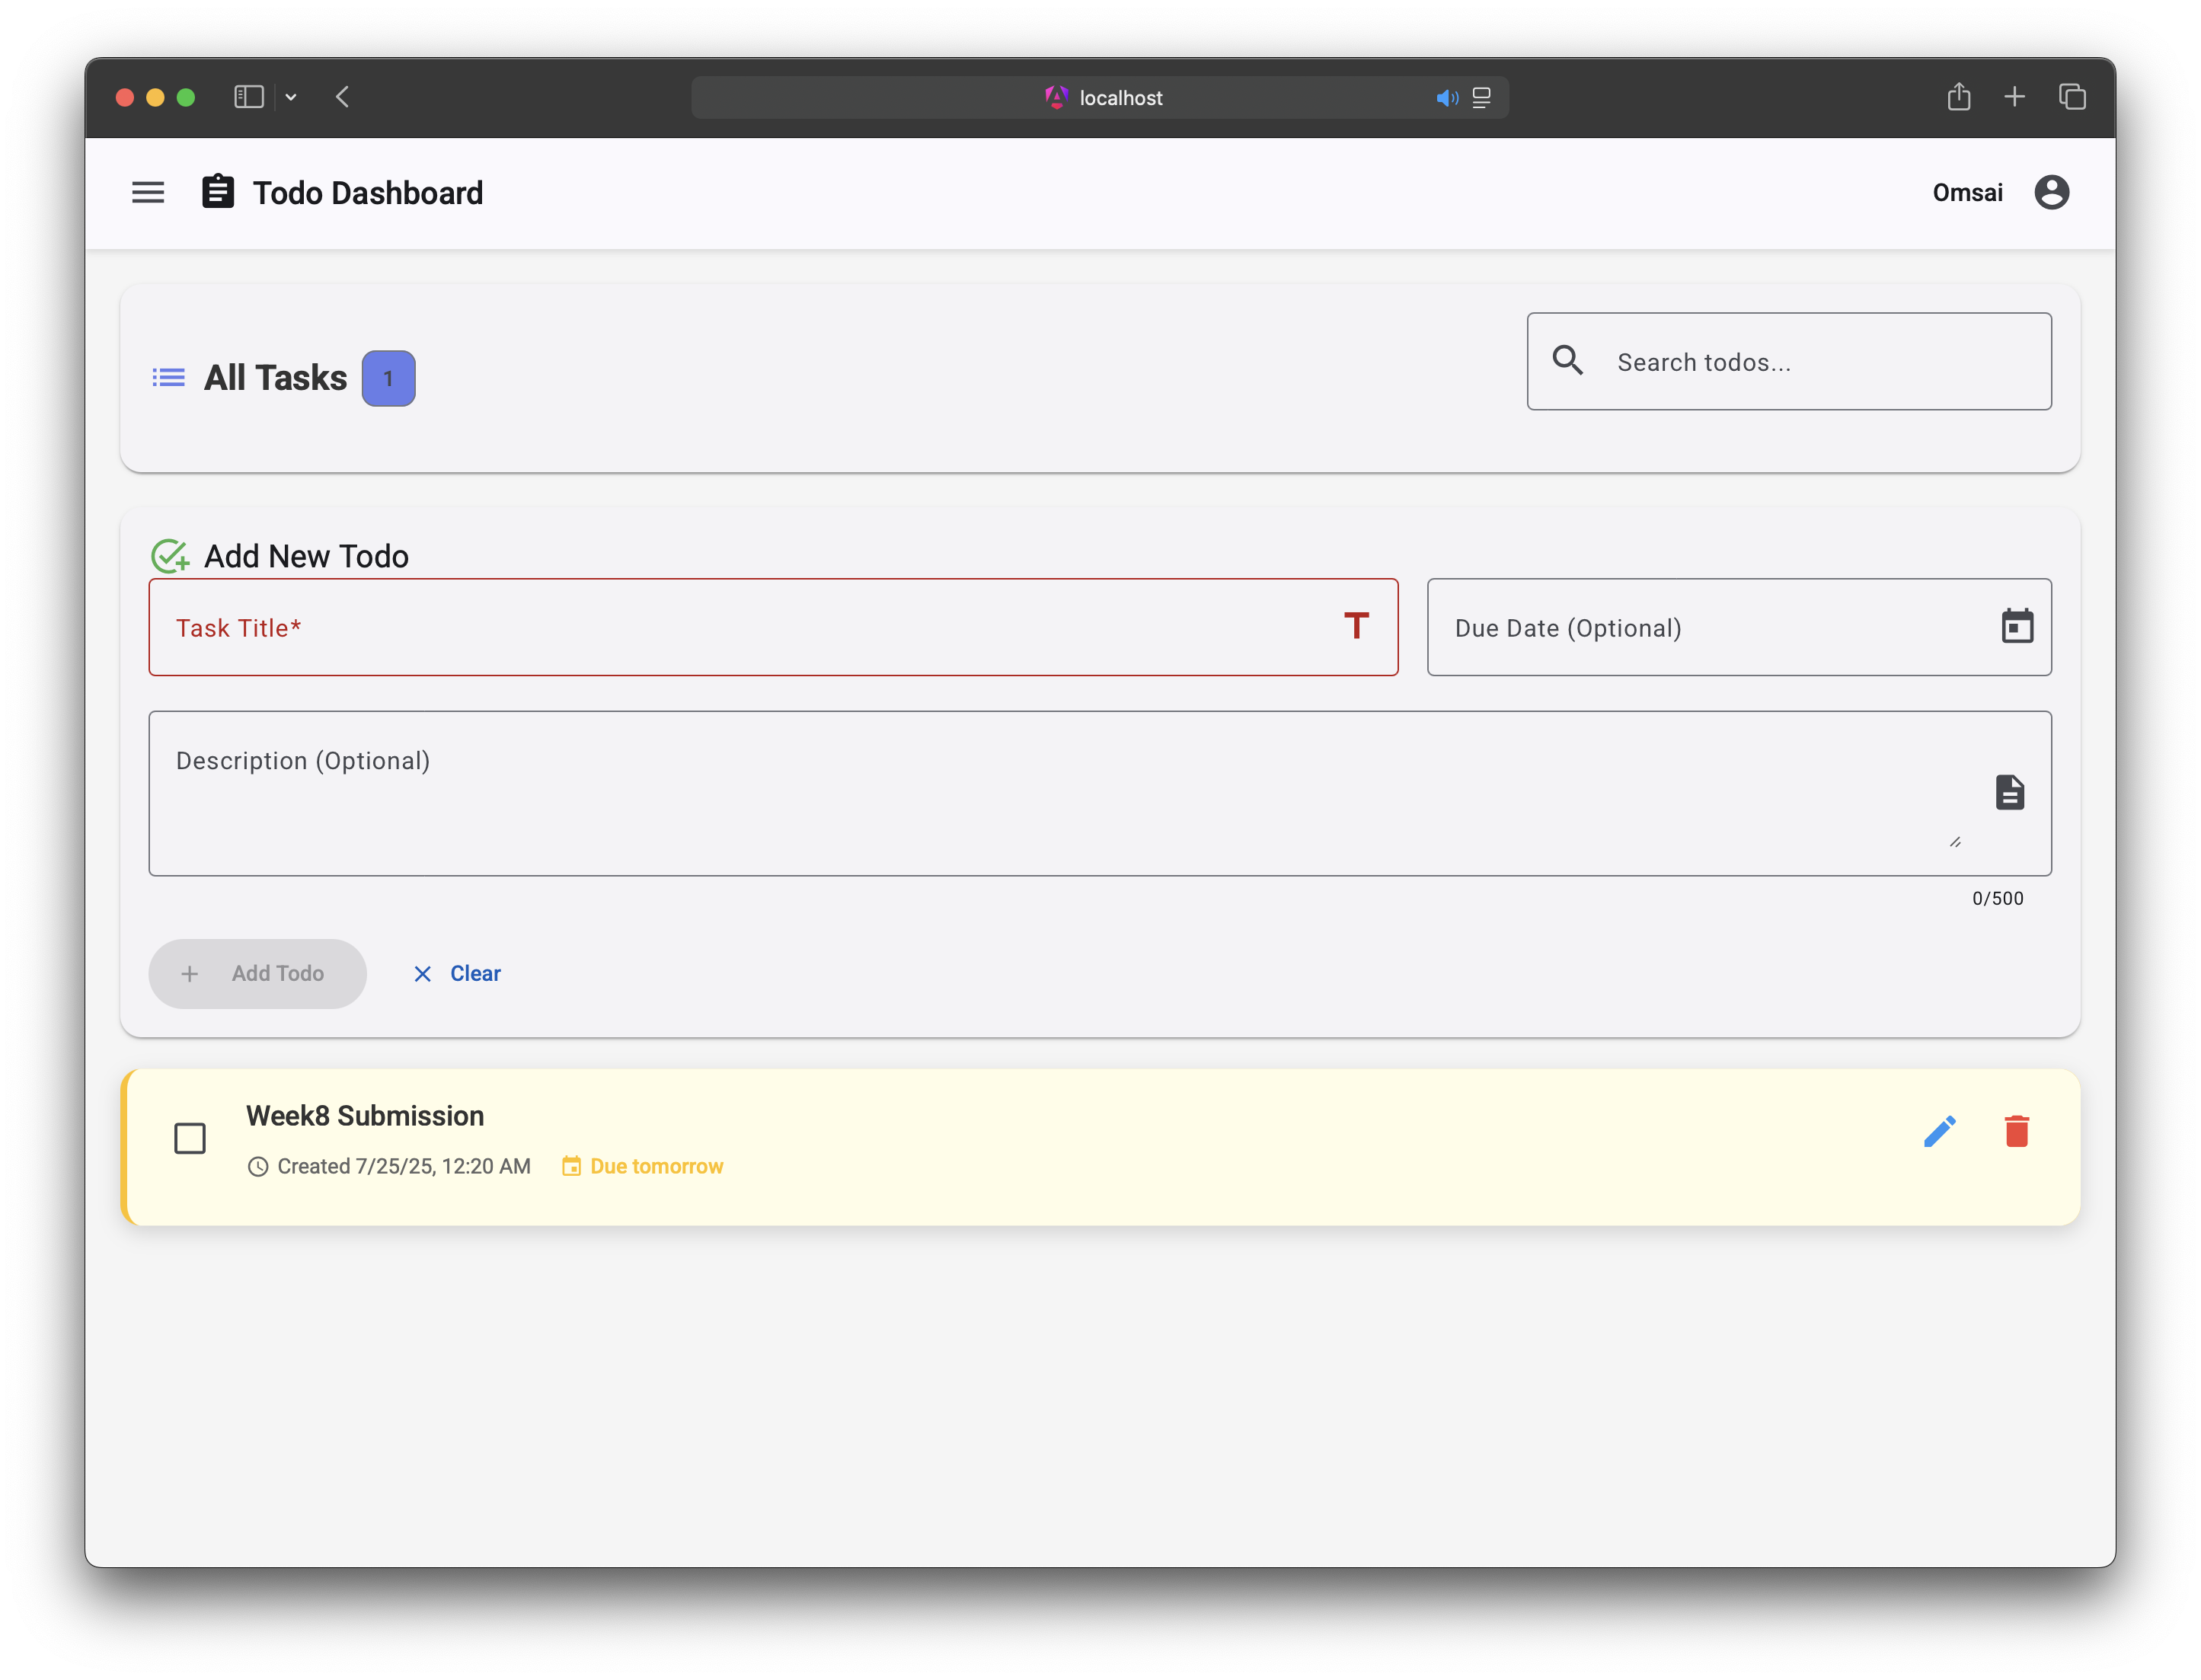 localhost
Todo Dashboard
Omsai
All Tasks 1
Search todos...
Add New Todo
Task Title*
Due Date (Optional)
Description (Optional)
0/500
Add Todo
Clear
Week8 Submission
Created 7/25/25, 12:20 AM Due tomorrow